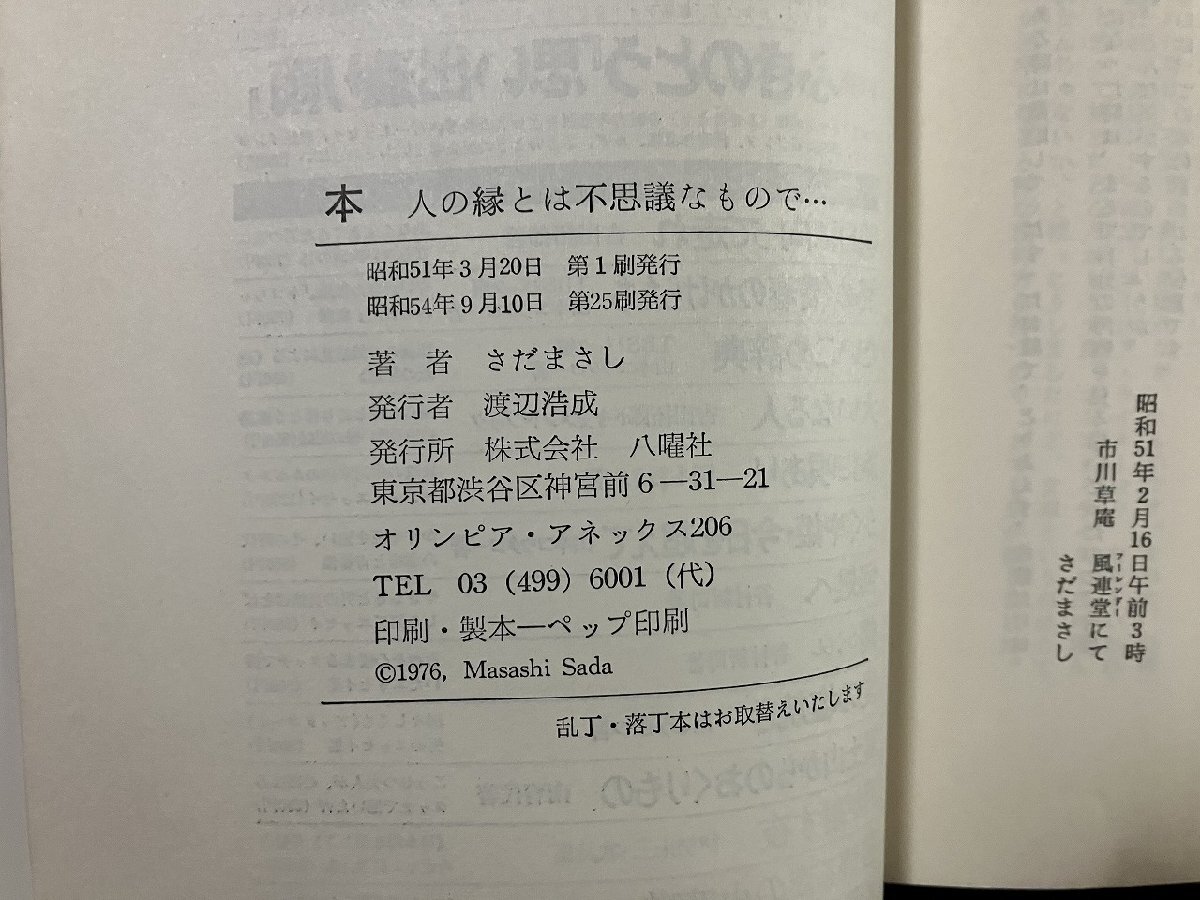 本 人の縁とは不思議なもので…
昭和51年3月20日 第1刷発行
昭和54年9月10日 第25刷発行
著 者 さだまさし
発行者 渡辺浩成
発行所 株式会社 八曜社
東京都渋谷区神宮前6―31―21
オリンピア・アネックス206
TEL 03 (499) 6001 (代)
印刷・製本―ペップ印刷
©1976, Masashi Sada
乱丁・落丁本はお取替えいたします
昭和51年2月16日午前3時
市川草庵 風連堂にて
さだまさし